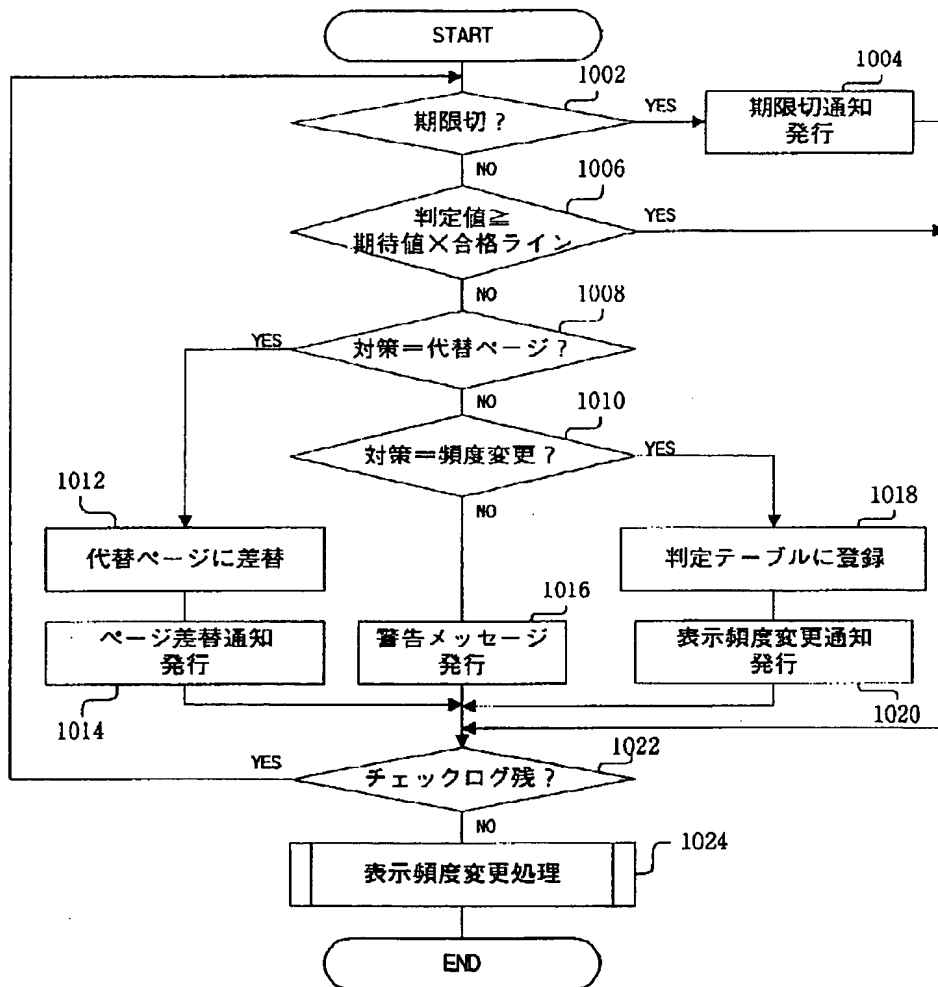 START
1002
期限切？
YES
1004
期限切通知
発行
NO
1006
判定値≧
期待値×合格ライン
YES
NO
1008
対策＝代替ページ？
YES
NO
1010
対策＝頻度変更？
YES
NO
1012
代替ページに差替
1018
判定テーブルに登録
ページ差替通知
発行
1014
1016
警告メッセージ
発行
表示頻度変更通知
発行
1020
1022
チェックログ残？
YES
NO
1024
表示頻度変更処理
END